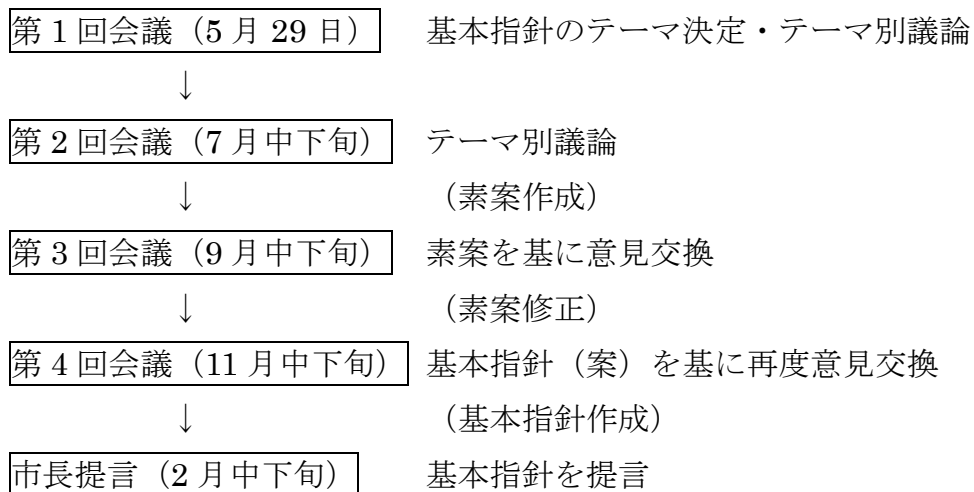 第 1 回会議（5 月 29 日） 基本指針のテーマ決定・テーマ別議論
↓
第 2 回会議（7 月中下旬） テーマ別議論
↓ （素案作成）
第 3 回会議（9 月中下旬） 素案を基に意見交換
↓ （素案修正）
第 4 回会議（11 月中下旬） 基本指針（案）を基に再度意見交換
↓ （基本指針作成）
市長提言（2 月中下旬） 基本指針を提言